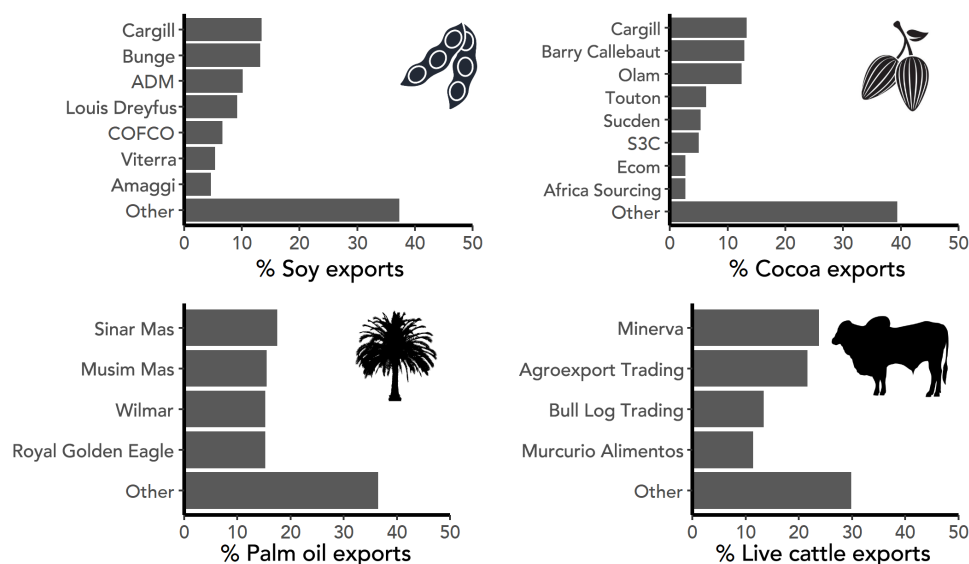 Cargill
Bunge
ADM
Louis Dreyfus
COFCO
Viterra
Amaggi
Other
0 10 20 30 40 50
% Soy exports
Cargill
Barry Callebaut
Olam
Touton
Sucden
S3C
Ecom
Africa Sourcing
Other
0 10 20 30 40 50
% Cocoa exports
Sinar Mas
Musim Mas
Wilmar
Royal Golden Eagle
Other
0 10 20 30 40 50
% Palm oil exports
Minerva
Agroexport Trading
Bull Log Trading
Murcurio Alimentos
Other
0 10 20 30 40 50
% Live cattle exports